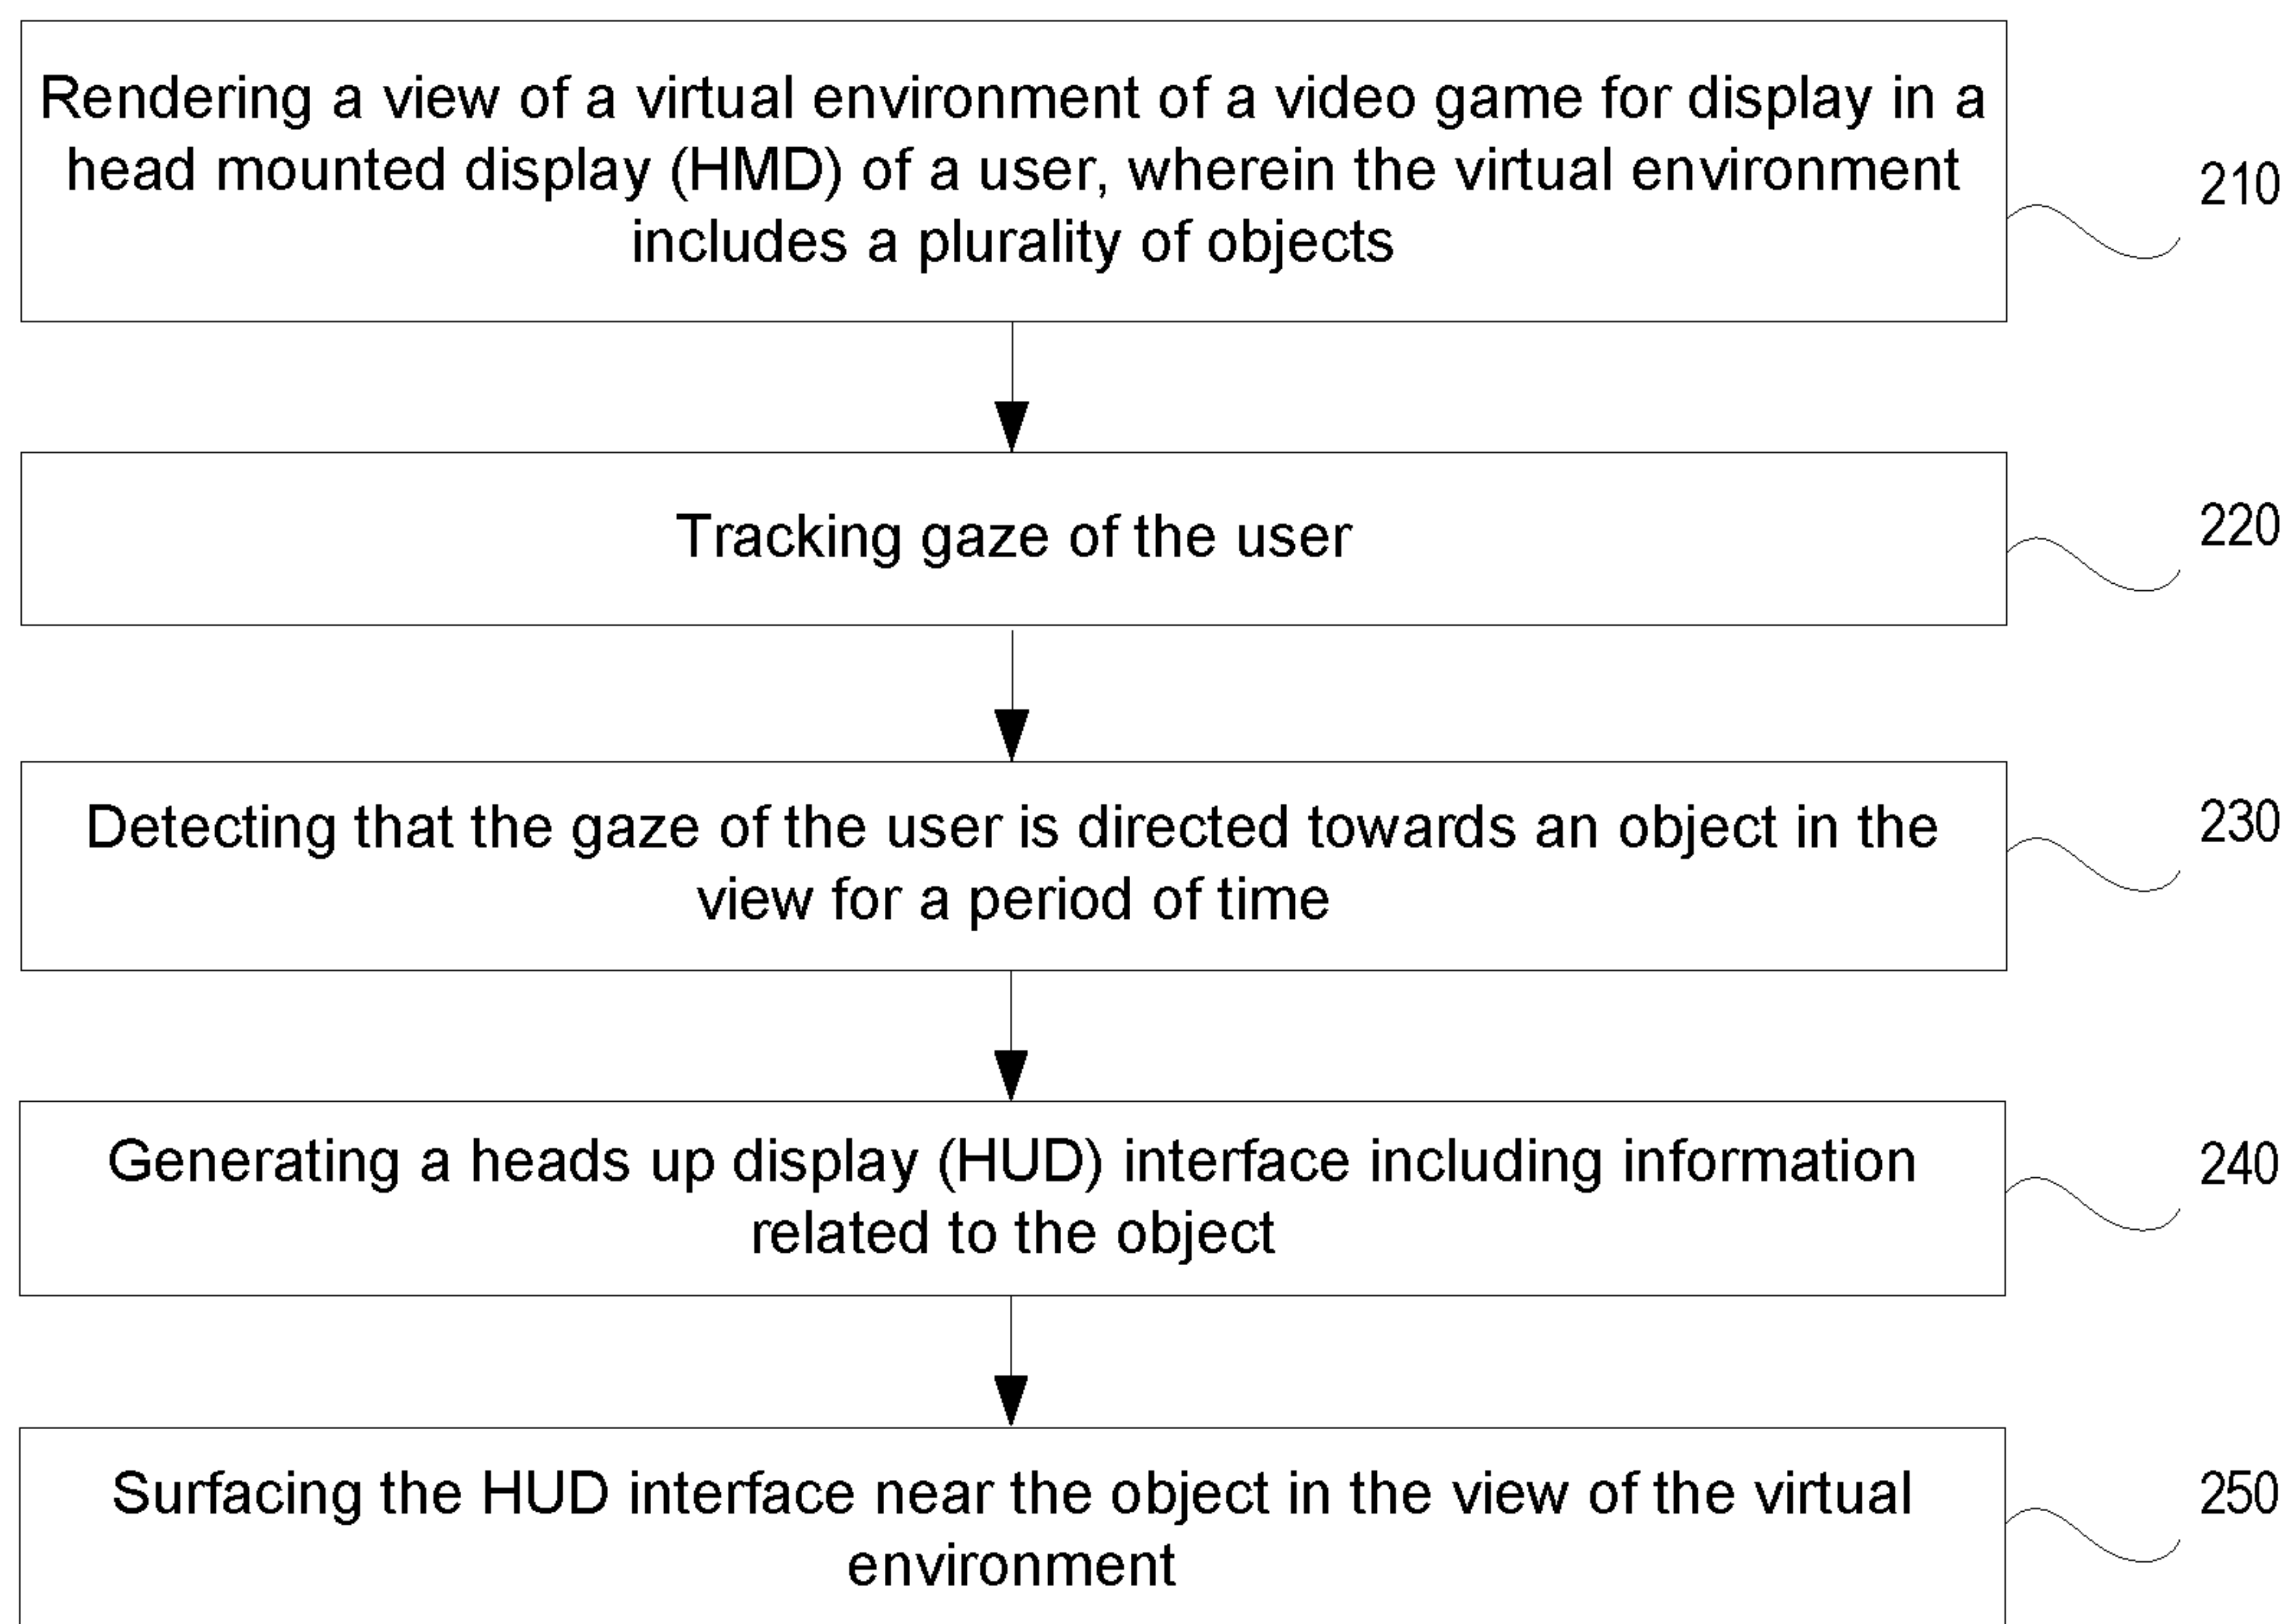 Rendering a view of a virtual environment of a video game for display in a
head mounted display (HMD) of a user, wherein the virtual environment
includes a plurality of objects
210
Tracking gaze of the user
220
Detecting that the gaze of the user is directed towards an object in the
view for a period of time
230
Generating a heads up display (HUD) interface including information
related to the object
240
Surfacing the HUD interface near the object in the view of the virtual
environment
250